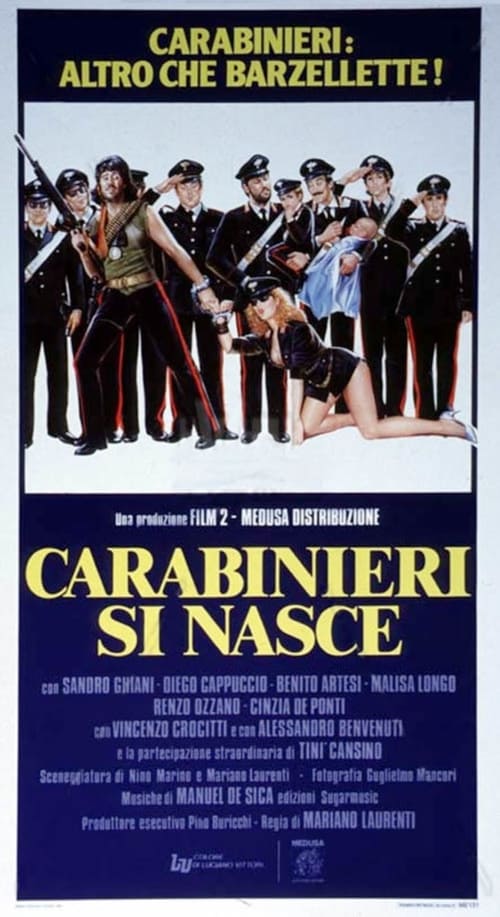 CARABINIERI:
ALTRO CHE BARZELLETTE!
Una produzione FILM 2 - MEDUSA DISTRIBUZIONE
CARABINIERI
SI NASCE
con SANDRO GHIANI - DIEGO CAPPUCCIO - BENITO ARTESI - MALISA LONGO
RENZO OZZANO - CINZIA DE PONTI
con VINCENZO CROCITTI e con ALESSANDRO BENVENUTI
e la partecipazione straordinaria di TINI' CANSINO
Sceneggiatura di Nino Marino e Mariano Laurenti - Fotografia Guglielmo Mancori
Musiche di MANUEL DE SICA edizioni Sugarmusic
Produttore esecutivo Pino Buricchi - Regia di MARIANO LAURENTI
LV COLORE
DI LUCIANO VITTORI
MEDUSA